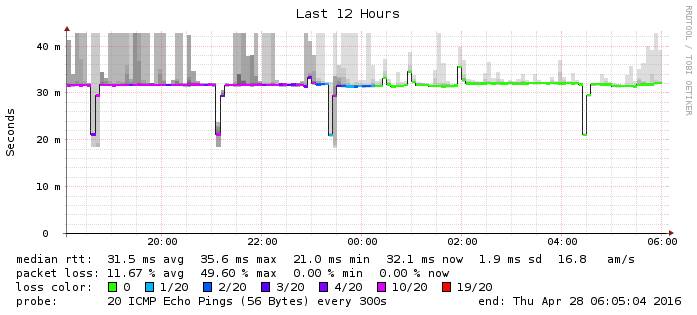 Last 12 Hours
RRDTOOL / TOBI OETIKER
Seconds
40 m
30 m
20 m
10 m
0
20:00 22:00 00:00 02:00 04:00 06:00
median rtt: 31.5 ms avg 35.6 ms max 21.0 ms min 32.1 ms now 1.9 ms sd 16.8 am/s
packet loss: 11.67 % avg 49.60 % max 0.00 % min 0.00 % now
loss color: 0 1/20 2/20 3/20 4/20 10/20 19/20
probe: 20 ICMP Echo Pings (56 Bytes) every 300s end: Thu Apr 28 06:05:04 2016